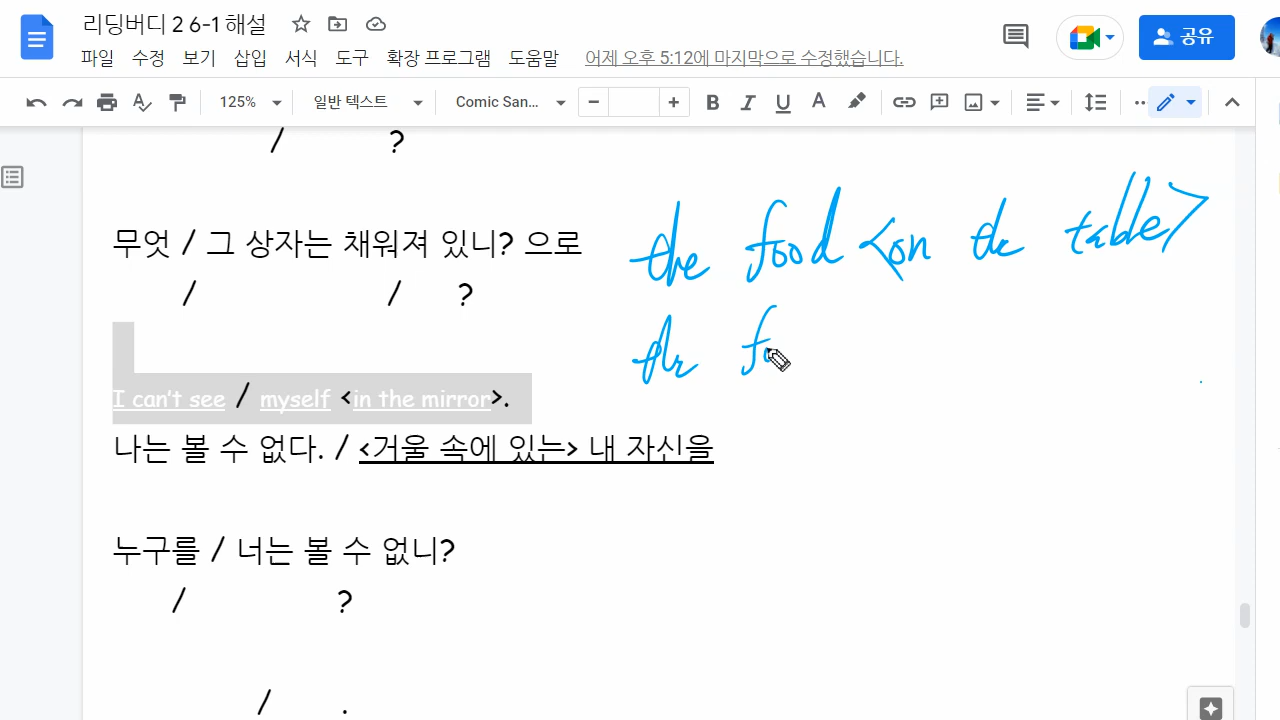 리딩버디 2 6-1 해설
파일 수정 보기 삽입 서식 도구 확장 프로그램 도움말 어제 오후 5:12에 마지막으로 수정했습니다.
공유
125% 일반 텍스트 Comic San... − + B I U A
/ ?
무엇 / 그 상자는 채워져 있니? 으로
/ / ?
the food <on the table>
the fo
I can't see / myself <in the mirror>.
나는 볼 수 없다. / <거울 속에 있는> 내 자신을
누구를 / 너는 볼 수 없니?
/ ?
/ .